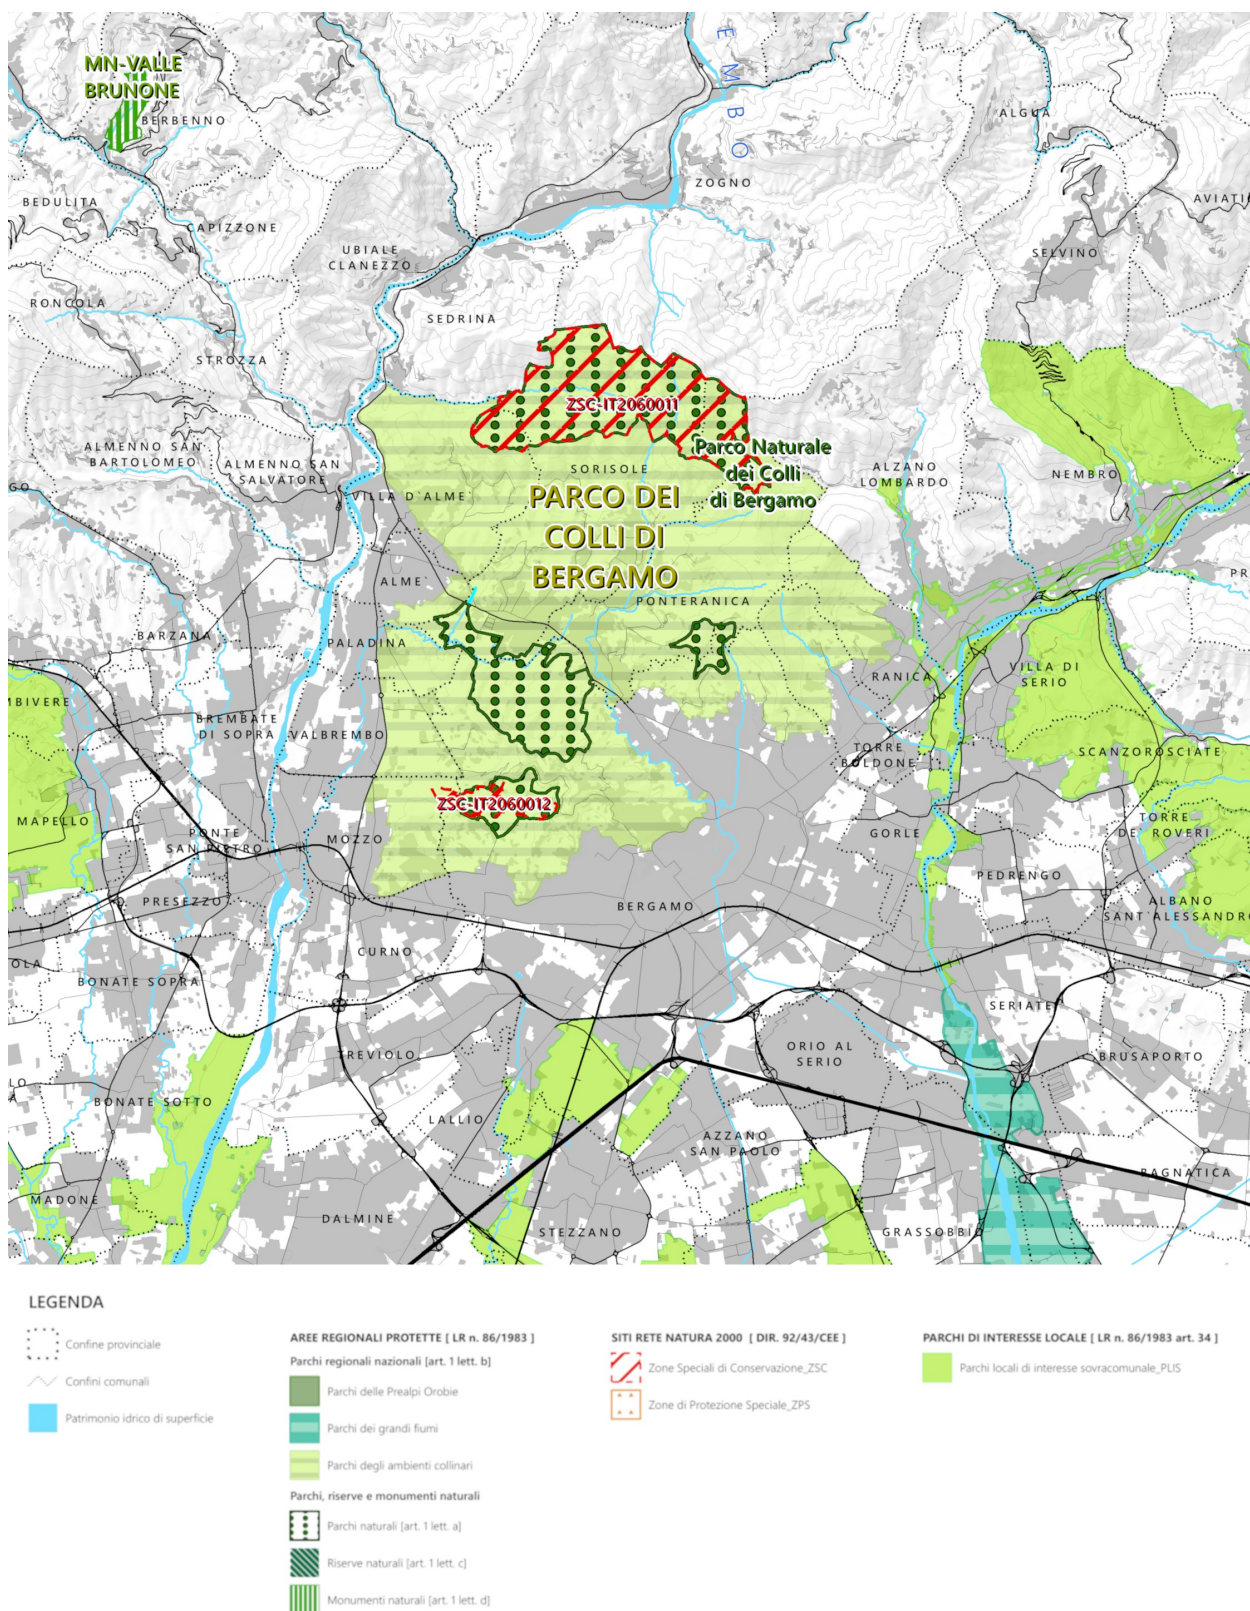 MN-VALLE
BRUNONE
BERBENNO
E M B O
ZOGNO
ALGUA
BEDULITA
CAPIZZONE
UBIALE
CLANEZZO
AVIATI
SELVINO
RONCOLA
SEDRINA
STROZZA
ZSC-IT2060011
ALMENNO SAN
BARTOLOMEO
ALMENNO SAN
SALVATORE
SORISOLE
Parco Naturale
dei Colli
di Bergamo
ALZANO
LOMBARDO
NEMBRO
GO
VILLA D'ALME'
PARCO DEI
COLLI DI
BERGAMO
ALME'
PONTERANICA
PR
BARZANA
PALADINA
RANICA
VILLA DI
SERIO
MBIVERE
BREMBATE
DI SOPRA
VALBREMBO
TORRE
BOLDONE
SCANZOROSCIATE
ZSC-IT2060012
MAPELLO
PONTE
SAN PIETRO
MOZZO
GORLE
TORRE
DE' ROVERI
PRESEZZO
BERGAMO
PEDRENGO
ALBANO
SANT'ALESSANDRO
OLA
BONATE SOPRA
CURNO
SERIATE
TREVIOLO
ORIO AL
SERIO
BRUSAPORTO
LO
A
BONATE SOTTO
LALLIO
AZZANO
SAN PAOLO
BAGNATICA
MADONE
DALMINE
STEZZANO
GRASSOBBIO
LEGENDA
Confine provinciale
Confini comunali
Patrimonio idrico di superficie
AREE REGIONALI PROTETTE [ LR n. 86/1983 ]
Parchi regionali nazionali [art. 1 lett. b]
Parchi delle Prealpi Orobie
Parchi dei grandi fiumi
Parchi degli ambienti collinari
Parchi, riserve e monumenti naturali
Parchi naturali [art. 1 lett. a]
Riserve naturali [art. 1 lett. c]
Monumenti naturali [art. 1 lett. d]
SITI RETE NATURA 2000 [ DIR. 92/43/CEE ]
Zone Speciali di Conservazione_ZSC
Zone di Protezione Speciale_ZPS
PARCHI DI INTERESSE LOCALE [ LR n. 86/1983 art. 34 ]
Parchi locali di interesse sovracomunale_PLIS